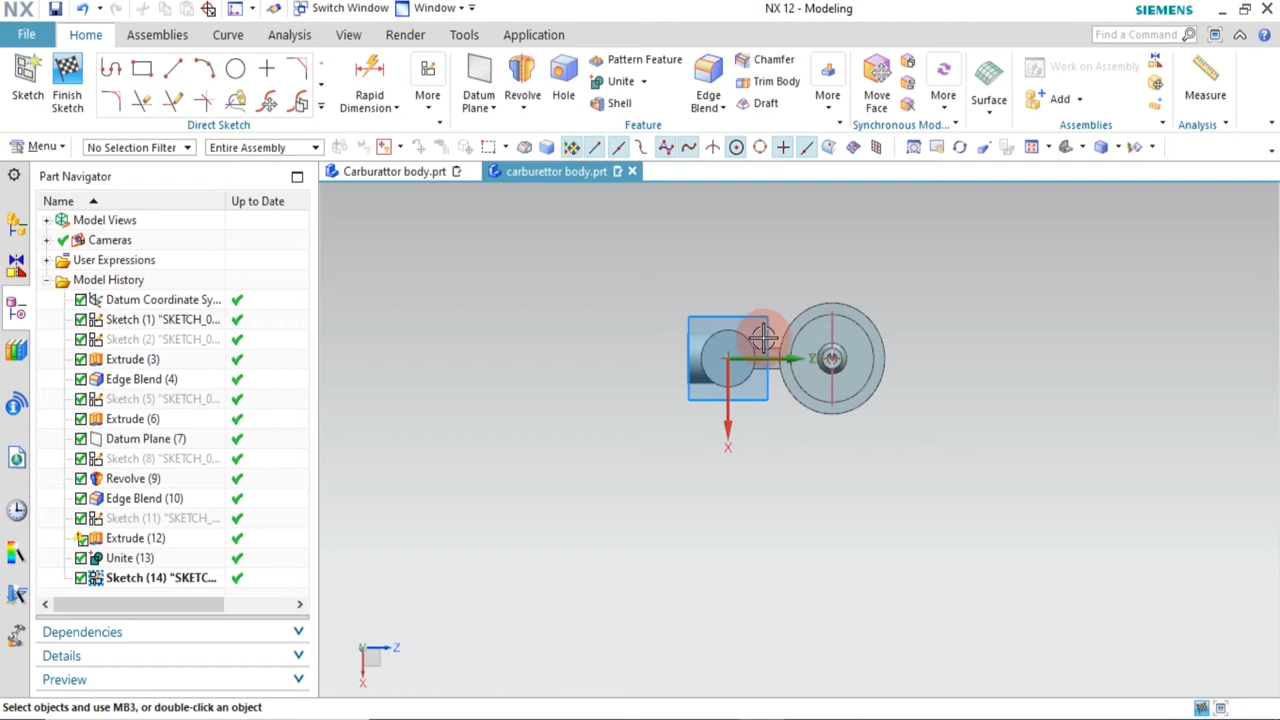 NX
Switch Window
Window
NX 12 - Modeling
SIEMENS
File
Home
Assemblies
Curve
Analysis
View
Render
Tools
Application
Find a Command
Sketch
Finish
Sketch
Rapid
Dimension
More
Direct Sketch
Datum
Plane
Revolve
Hole
Pattern Feature
Unite
Shell
Edge
Blend
Chamfer
Trim Body
Draft
More
Feature
Move
Face
More
Synchronous Mod...
Surface
Work on Assembly
Add
Assemblies
Measure
Analysis
Menu
No Selection Filter
Entire Assembly
Part Navigator
Carburattor body.prt
carburettor body.prt
Name
Up to Date
Model Views
Cameras
User Expressions
Model History
Datum Coordinate Sy...
Sketch (1) "SKETCH_0...
Sketch (2) "SKETCH_0...
Extrude (3)
Edge Blend (4)
Sketch (5) "SKETCH_0...
Extrude (6)
Datum Plane (7)
Sketch (8) "SKETCH_0...
Revolve (9)
Edge Blend (10)
Sketch (11) "SKETCH_...
Extrude (12)
Unite (13)
Sketch (14) "SKETC...
Dependencies
Details
Preview
Y
X
Y
Z
X
Select objects and use MB3, or double-click an object